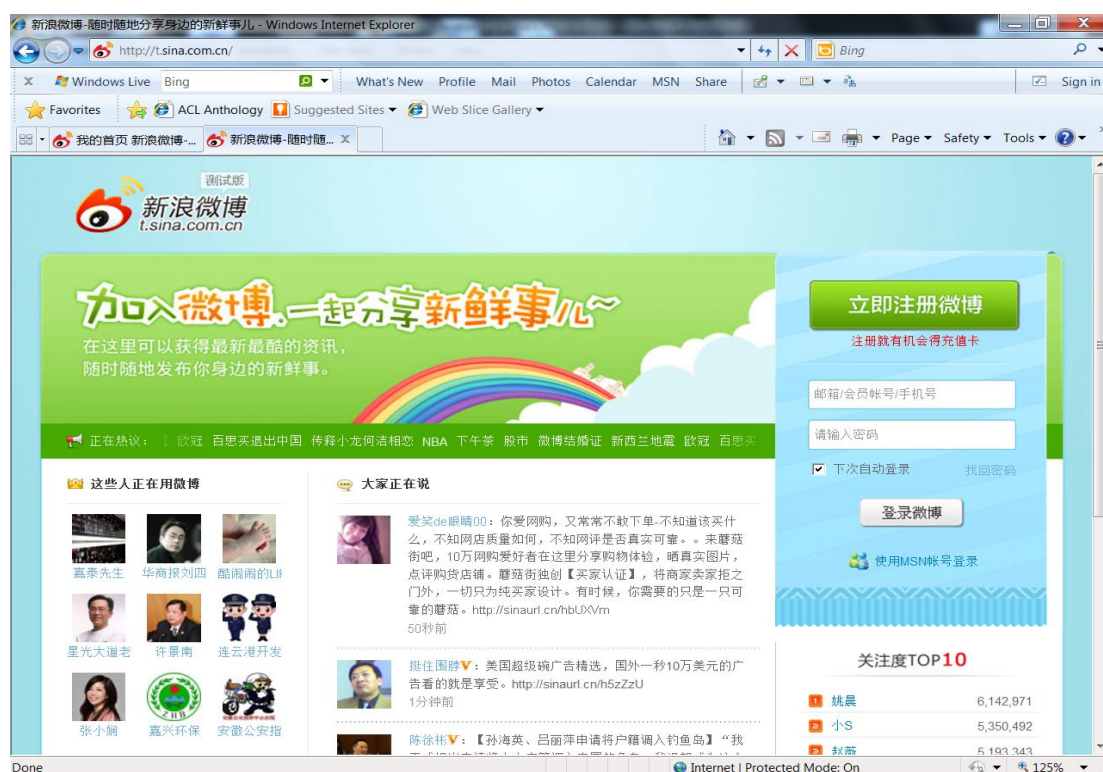 新浪微博-随时随地分享身边的新鲜事儿 - Windows Internet Explorer
http://t.sina.com.cn/
Bing
X Windows Live Bing What's New Profile Mail Photos Calendar MSN Share Sign in
Favorites ACL Anthology Suggested Sites Web Slice Gallery
我的首页 新浪微博-... 新浪微博-随时随... X Page Safety Tools
测试版
新浪微博
t.sina.com.cn
加入微博,一起分享新鲜事儿~
在这里可以获得最新最酷的资讯,
随时随地发布你身边的新鲜事。
正在热议: 欧冠 百思买退出中国 传释小龙何洁相恋 NBA 下午茶 股市 微博结婚证 新西兰地震 欧冠 百思买
立即注册微博
注册就有机会得充值卡
邮箱/会员帐号/手机号
请输入密码
下次自动登录 找回密码
登录微博
使用MSN帐号登录
这些人正在用微博
嘉泰先生 华商报刘四 酷闹闹的LIF
星光大道老 许景南 连云港开发
张小娴 嘉兴环保 安徽公安指
ZHB
大家正在说
爱笑de眼睛00:你爱网购,又常常不敢下单-不知道该买什
么,不知网店质量如何,不知网评是否真实可靠。。来蘑菇
街吧,10万网购爱好者在这里分享购物体验,晒真实图片,
点评购货店铺。蘑菇街独创【买家认证】,将商家卖家拒之
门外,一切只为纯买家设计。有时候,你需要的只是一只可
靠的蘑菇。http://sinaurl.cn/hbUXVm
50秒前
挺住围脖V:美国超级碗广告精选,国外一秒10万美元的广
告看的就是享受。http://sinaurl.cn/h5zZzU
1分钟前
陈徐彬V:【孙海英、吕丽萍申请将户籍调入钓鱼岛】“我
关注度TOP10
1 姚晨 6,142,971
2 小S 5,350,492
赵薇 5,193,343
Done Internet | Protected Mode: On 125%